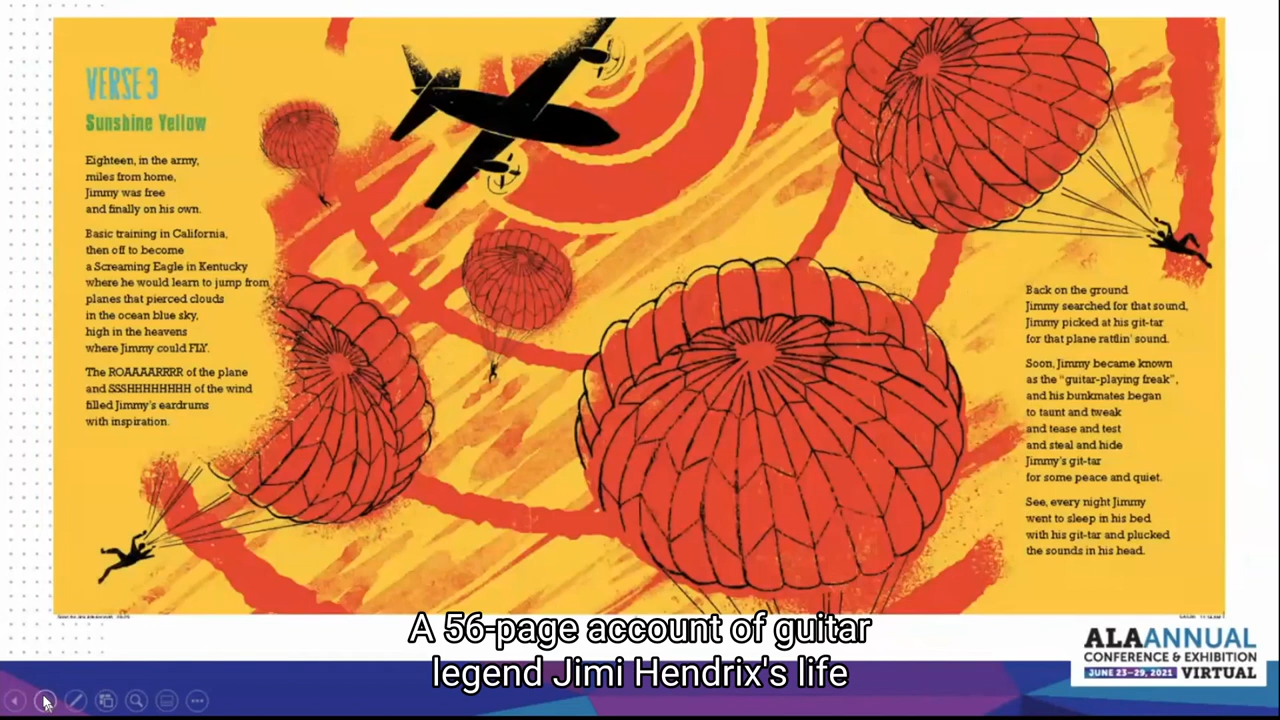 VERSE 3
Sunshine Yellow
Eighteen, in the army,
miles from home,
Jimmy was free
and finally on his own.
Basic training in California,
then off to become
a Screaming Eagle in Kentucky
where he would learn to jump from
planes that pierced clouds
in the ocean blue sky,
high in the heavens
where Jimmy could FLY.
The ROAAAARRRR of the plane
and SSSHHHHHHHH of the wind
filled Jimmy's eardrums
with inspiration.
Back on the ground
Jimmy searched for that sound,
Jimmy picked at his git-tar
for that plane rattlin' sound.
Soon, Jimmy became known
as the "guitar-playing freak",
and his bunkmates began
to taunt and tweak
and tease and test
and steal and hide
Jimmy's git-tar
for some peace and quiet.
See, every night Jimmy
went to sleep in his bed
with his git-tar and plucked
the sounds in his head.
A 56-page account of guitar
legend Jimi Hendrix's life
ALAANNUAL
CONFERENCE & EXHIBITION
JUNE 23–29, 2021 VIRTUAL